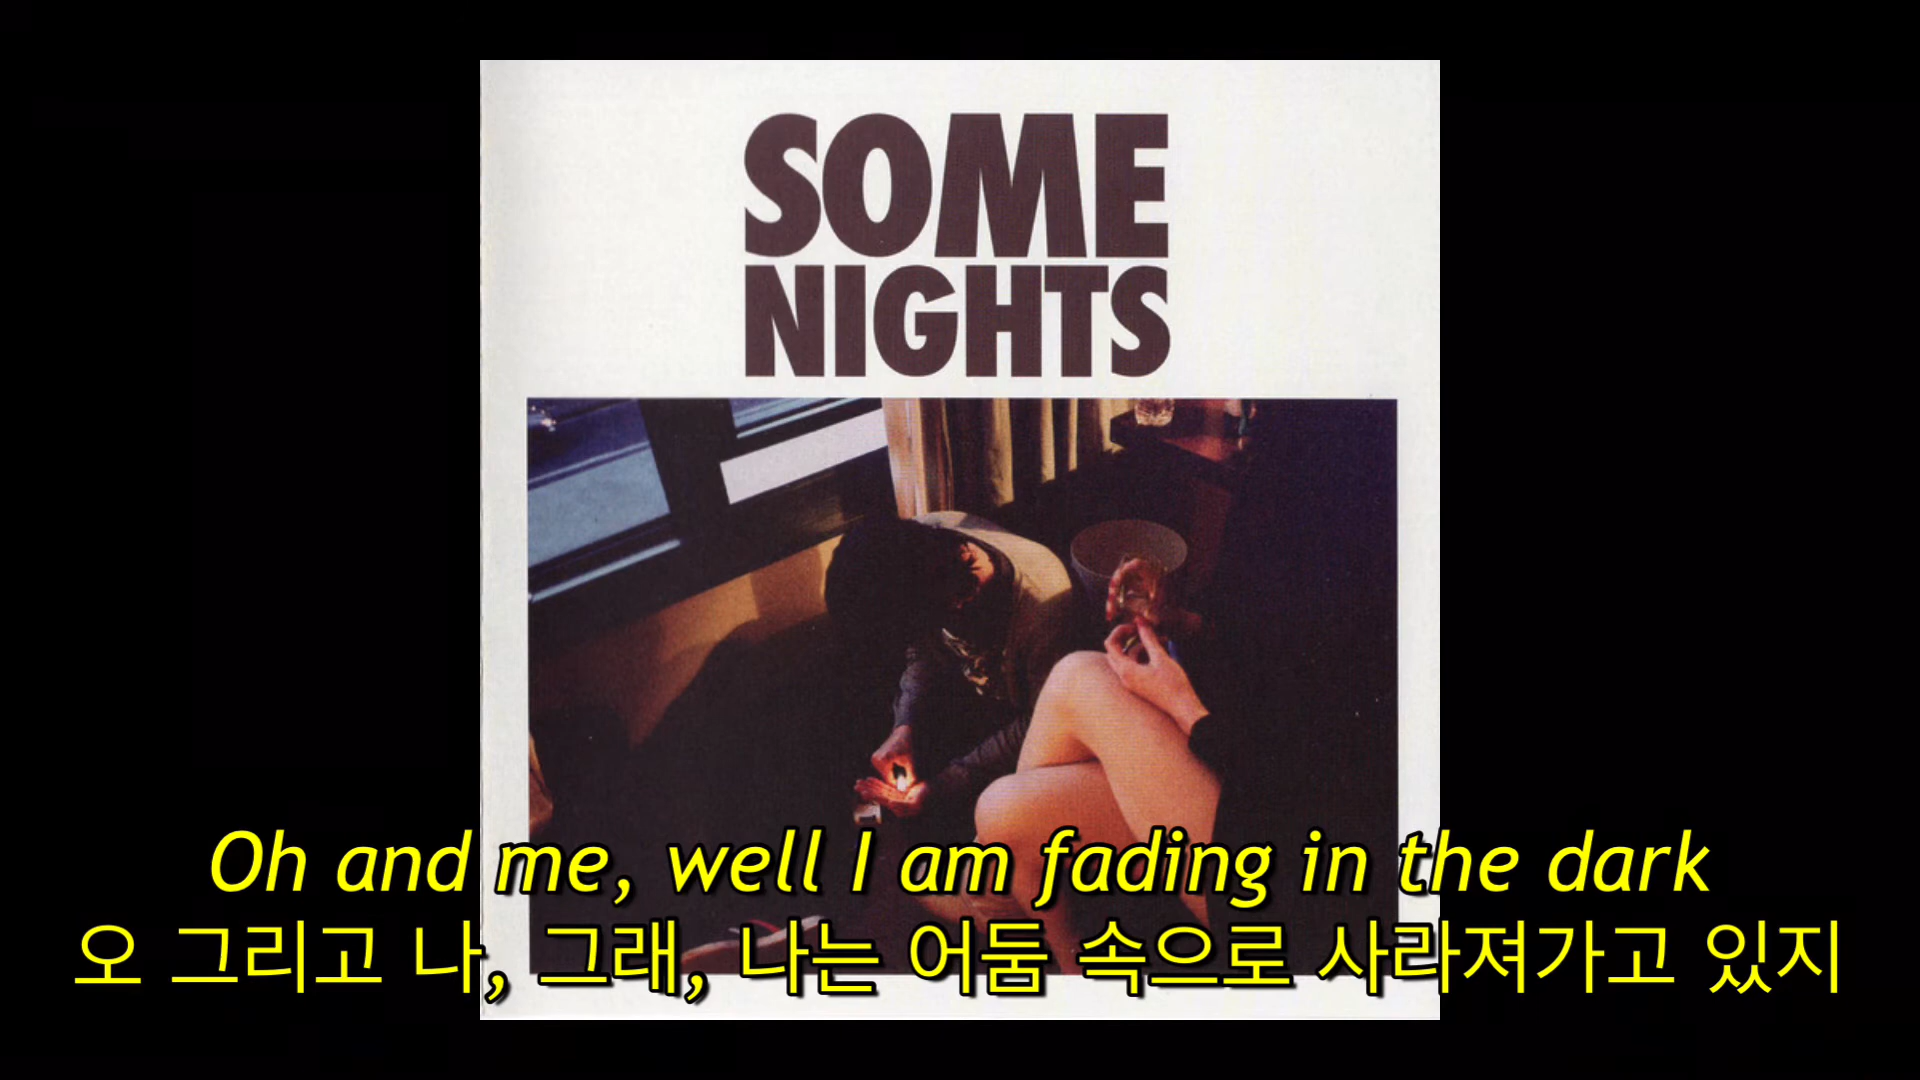 SOME
NIGHTS
Oh and me, well I am fading in the dark
오 그리고 나, 그래, 나는 어둠 속으로 사라져가고 있지